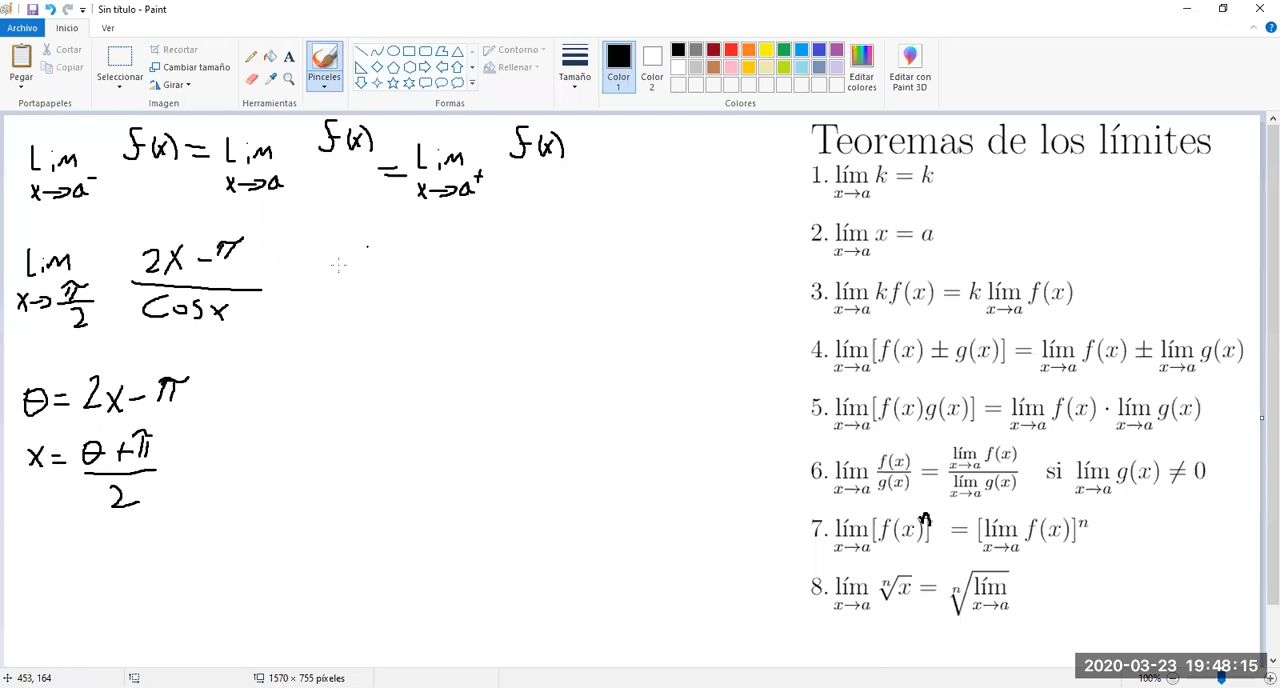 Sin título - Paint
Archivo Inicio Ver
Pegar Cortar Copiar Portapapeles
Seleccionar Recortar Cambiar tamaño Girar Imagen
Herramientas
Pinceles
Contorno Rellenar Formas
Tamaño
Color 1
Color 2
Editar colores
Colores
Editar con Paint 3D
Lim x→a⁻ f(x) = Lim x→a f(x) = Lim x→a⁺ f(x)
Lim x→π/2 (2x - π)/(Cosx)
θ = 2x - π
x = (θ + π)/2
Teoremas de los límites
1. lím x→a k = k
2. lím x→a x = a
3. lím x→a kf(x) = k lím x→a f(x)
4. lím x→a [f(x) ± g(x)] = lím x→a f(x) ± lím x→a g(x)
5. lím x→a [f(x)g(x)] = lím x→a f(x) · lím x→a g(x)
6. lím x→a f(x)/g(x) = lím x→a f(x) / lím x→a g(x) si lím x→a g(x) ≠ 0
7. lím x→a [f(x)]ⁿ = [lím x→a f(x)]ⁿ
8. lím x→a ⁿ√x = ⁿ√lím x→a
453, 164
1570 × 755 píxeles
100%
2020-03-23 19:48:15